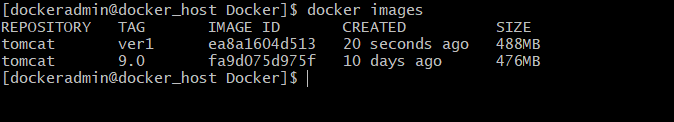 [dockeradmin@docker_host Docker]$ docker images
REPOSITORY   TAG       IMAGE ID       CREATED          SIZE
tomcat       ver1      ea8a1604d513   20 seconds ago   488MB
tomcat       9.0       fa9d075d975f   10 days ago      476MB
[dockeradmin@docker_host Docker]$